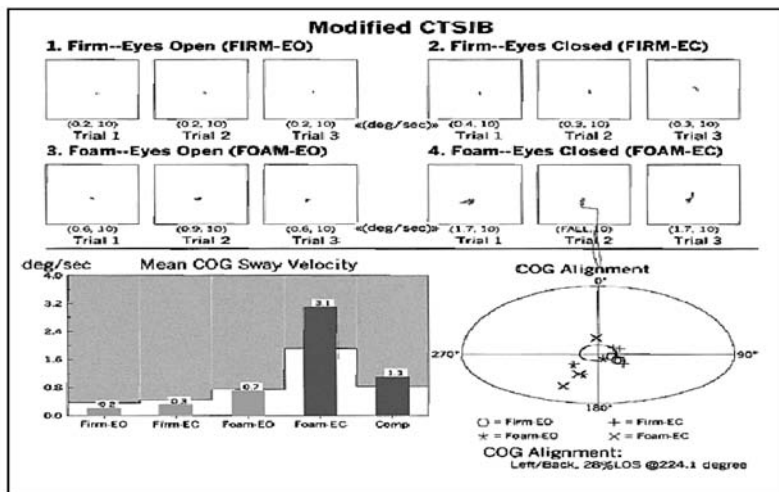 Modified CTSIB
1. Firm--Eyes Open (FIRM-EO)
2. Firm--Eyes Closed (FIRM-EC)
(0.2, 10) (0.2, 10) (0.2, 10) «(deg/sec)» (0.4, 10) (0.3, 10) (0.3, 10)
Trial 1 Trial 2 Trial 3 Trial 1 Trial 2 Trial 3
3. Foam--Eyes Open (FOAM-EO)
4. Foam--Eyes Closed (FOAM-EC)
(0.6, 10) (0.9, 10) (0.6, 10) «(deg/sec)» (1.7, 10) (FALL, 10) (1.7, 10)
Trial 1 Trial 2 Trial 3 Trial 1 Trial 2 Trial 3
deg/sec Mean COG Sway Velocity
4.0
3.2
2.4
1.6
0.8
0.0
0.2 0.3 0.7 3.1
Firm-EO Firm-EC Foam-EO Foam-EC Comp
COG Alignment
0°
270° 90°
180°
= Firm-EO + = Firm-EC
= Foam-EO × = Foam-EC
COG Alignment:
Left/Back, 28%LOS @224.1 degree